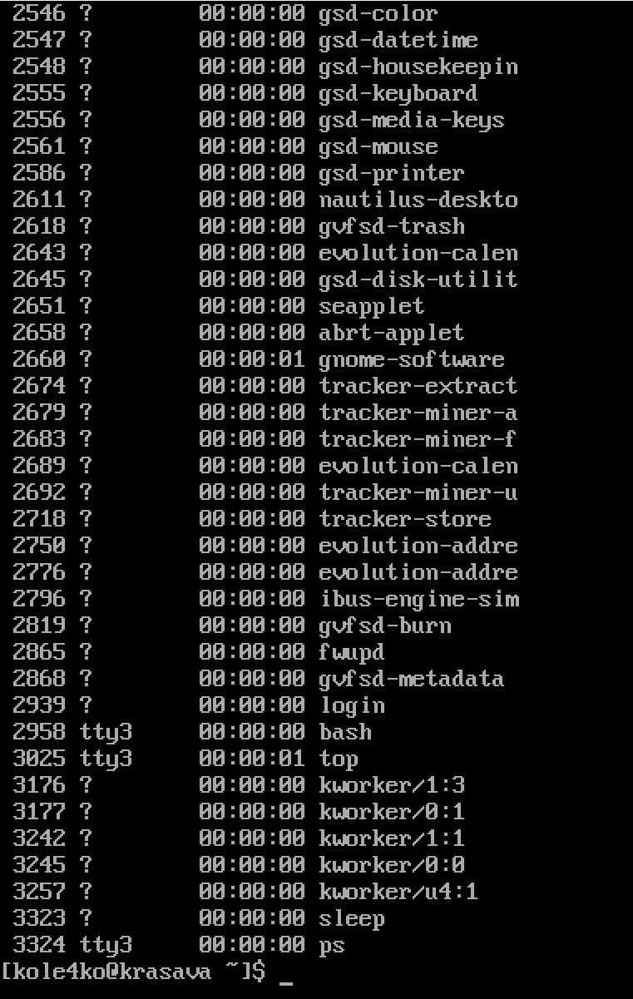 2546 ?        00:00:00 gsd-color
2547 ?        00:00:00 gsd-datetime
2548 ?        00:00:00 gsd-housekeepin
2555 ?        00:00:00 gsd-keyboard
2556 ?        00:00:00 gsd-media-keys
2561 ?        00:00:00 gsd-mouse
2586 ?        00:00:00 gsd-printer
2611 ?        00:00:00 nautilus-deskto
2618 ?        00:00:00 gvfsd-trash
2643 ?        00:00:00 evolution-calen
2645 ?        00:00:00 gsd-disk-utilit
2651 ?        00:00:00 seapplet
2658 ?        00:00:00 abrt-applet
2660 ?        00:00:01 gnome-software
2674 ?        00:00:00 tracker-extract
2679 ?        00:00:00 tracker-miner-a
2683 ?        00:00:00 tracker-miner-f
2689 ?        00:00:00 evolution-calen
2692 ?        00:00:00 tracker-miner-u
2718 ?        00:00:00 tracker-store
2750 ?        00:00:00 evolution-addre
2776 ?        00:00:00 evolution-addre
2796 ?        00:00:00 ibus-engine-sim
2819 ?        00:00:00 gvfsd-burn
2865 ?        00:00:00 fwupd
2868 ?        00:00:00 gvfsd-metadata
2939 ?        00:00:00 login
2958 tty3     00:00:00 bash
3025 tty3     00:00:01 top
3176 ?        00:00:00 kworker/1:3
3177 ?        00:00:00 kworker/0:1
3242 ?        00:00:00 kworker/1:1
3245 ?        00:00:00 kworker/0:0
3257 ?        00:00:00 kworker/u4:1
3323 ?        00:00:00 sleep
3324 tty3     00:00:00 ps
[kole4ko@krasava ~]$ _